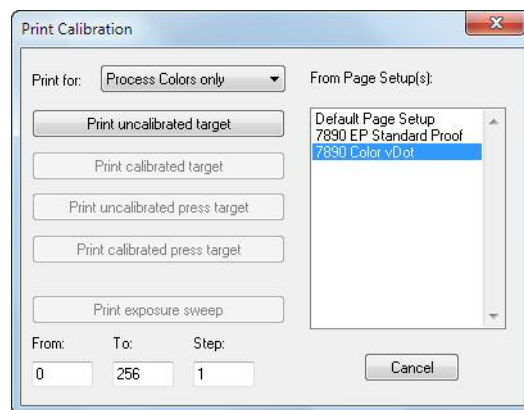 Print Calibration
Print for: Process Colors only
Print uncalibrated target
Print calibrated target
Print uncalibrated press target
Print calibrated press target
Print exposure sweep
From: To: Step:
0 256 1
From Page Setup(s):
Default Page Setup
7890 EP Standard Proof
7890 Color vDot
Cancel